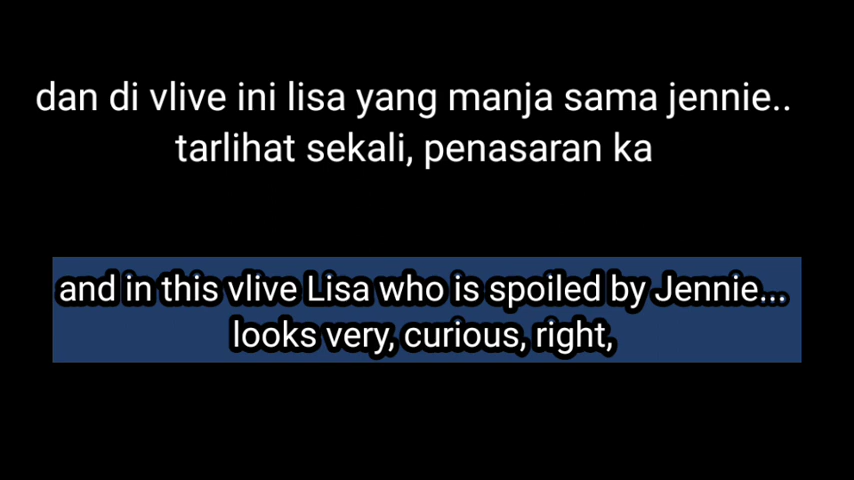 dan di vlive ini lisa yang manja sama jennie..
tarlihat sekali, penasaran ka
and in this vlive Lisa who is spoiled by Jennie...
looks very, curious, right,